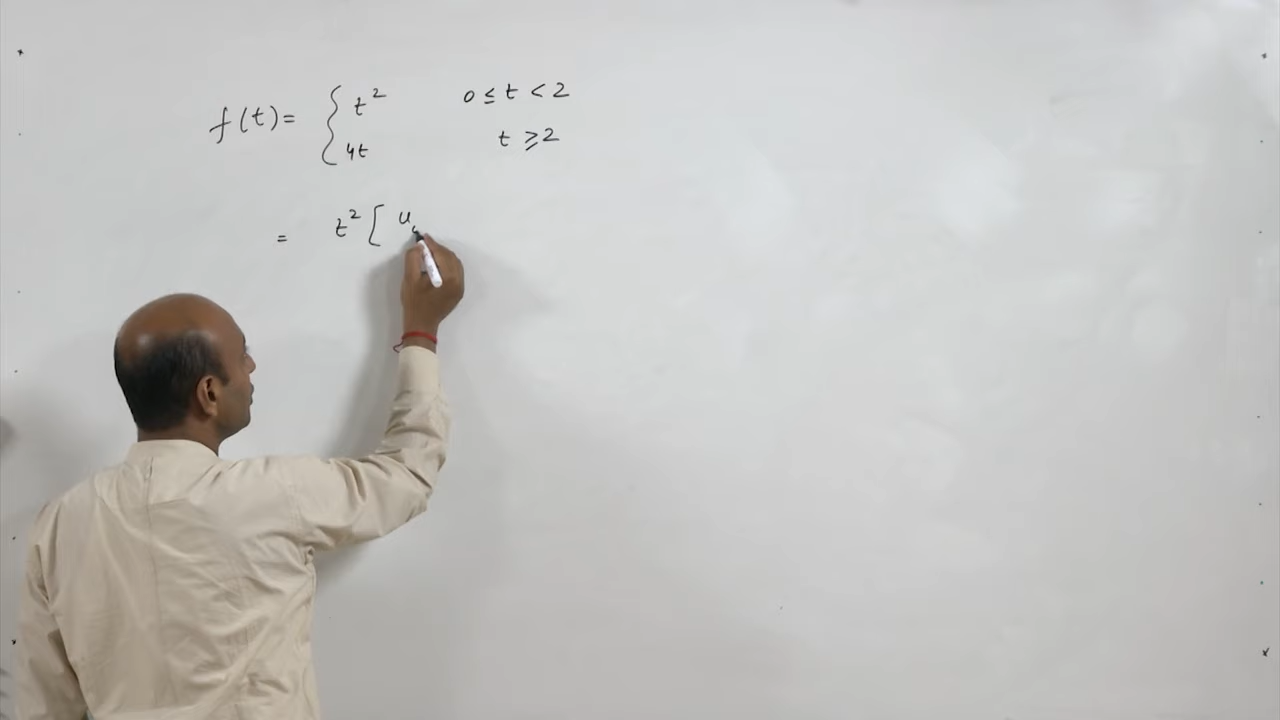 f(t) = { t² 0 ≤ t < 2
4t t ≥ 2
= t² [ u